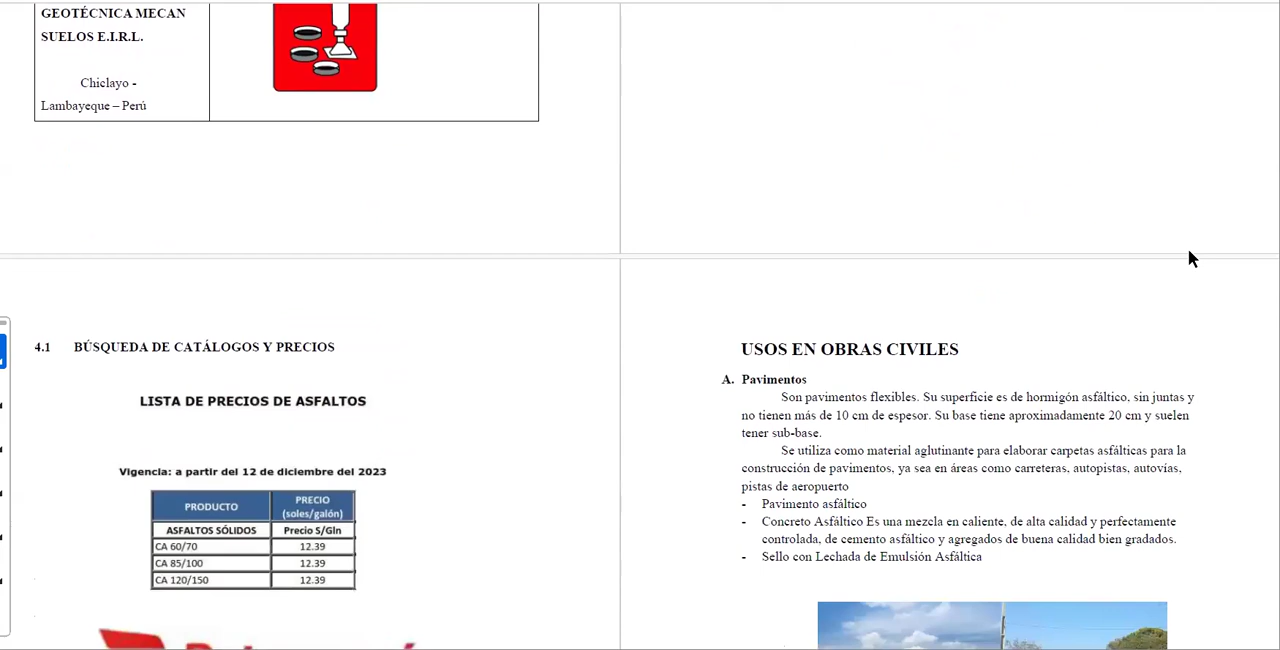 GEOTÉCNICA MECAN
SUELOS E.I.R.L.
Chiclayo -
Lambayeque – Perú
4.1 BÚSQUEDA DE CATÁLOGOS Y PRECIOS
LISTA DE PRECIOS DE ASFALTOS
Vigencia: a partir del 12 de diciembre del 2023
PRODUCTO PRECIO
(soles/galón)
ASFALTOS SÓLIDOS Precio S/Gln
CA 60/70 12.39
CA 85/100 12.39
CA 120/150 12.39
USOS EN OBRAS CIVILES
A. Pavimentos
Son pavimentos flexibles. Su superficie es de hormigón asfáltico, sin juntas y
no tienen más de 10 cm de espesor. Su base tiene aproximadamente 20 cm y suelen
tener sub-base.
Se utiliza como material aglutinante para elaborar carpetas asfálticas para la
construcción de pavimentos, ya sea en áreas como carreteras, autopistas, autovías,
pistas de aeropuerto
- Pavimento asfáltico
- Concreto Asfáltico Es una mezcla en caliente, de alta calidad y perfectamente
controlada, de cemento asfáltico y agregados de buena calidad bien gradados.
- Sello con Lechada de Emulsión Asfáltica